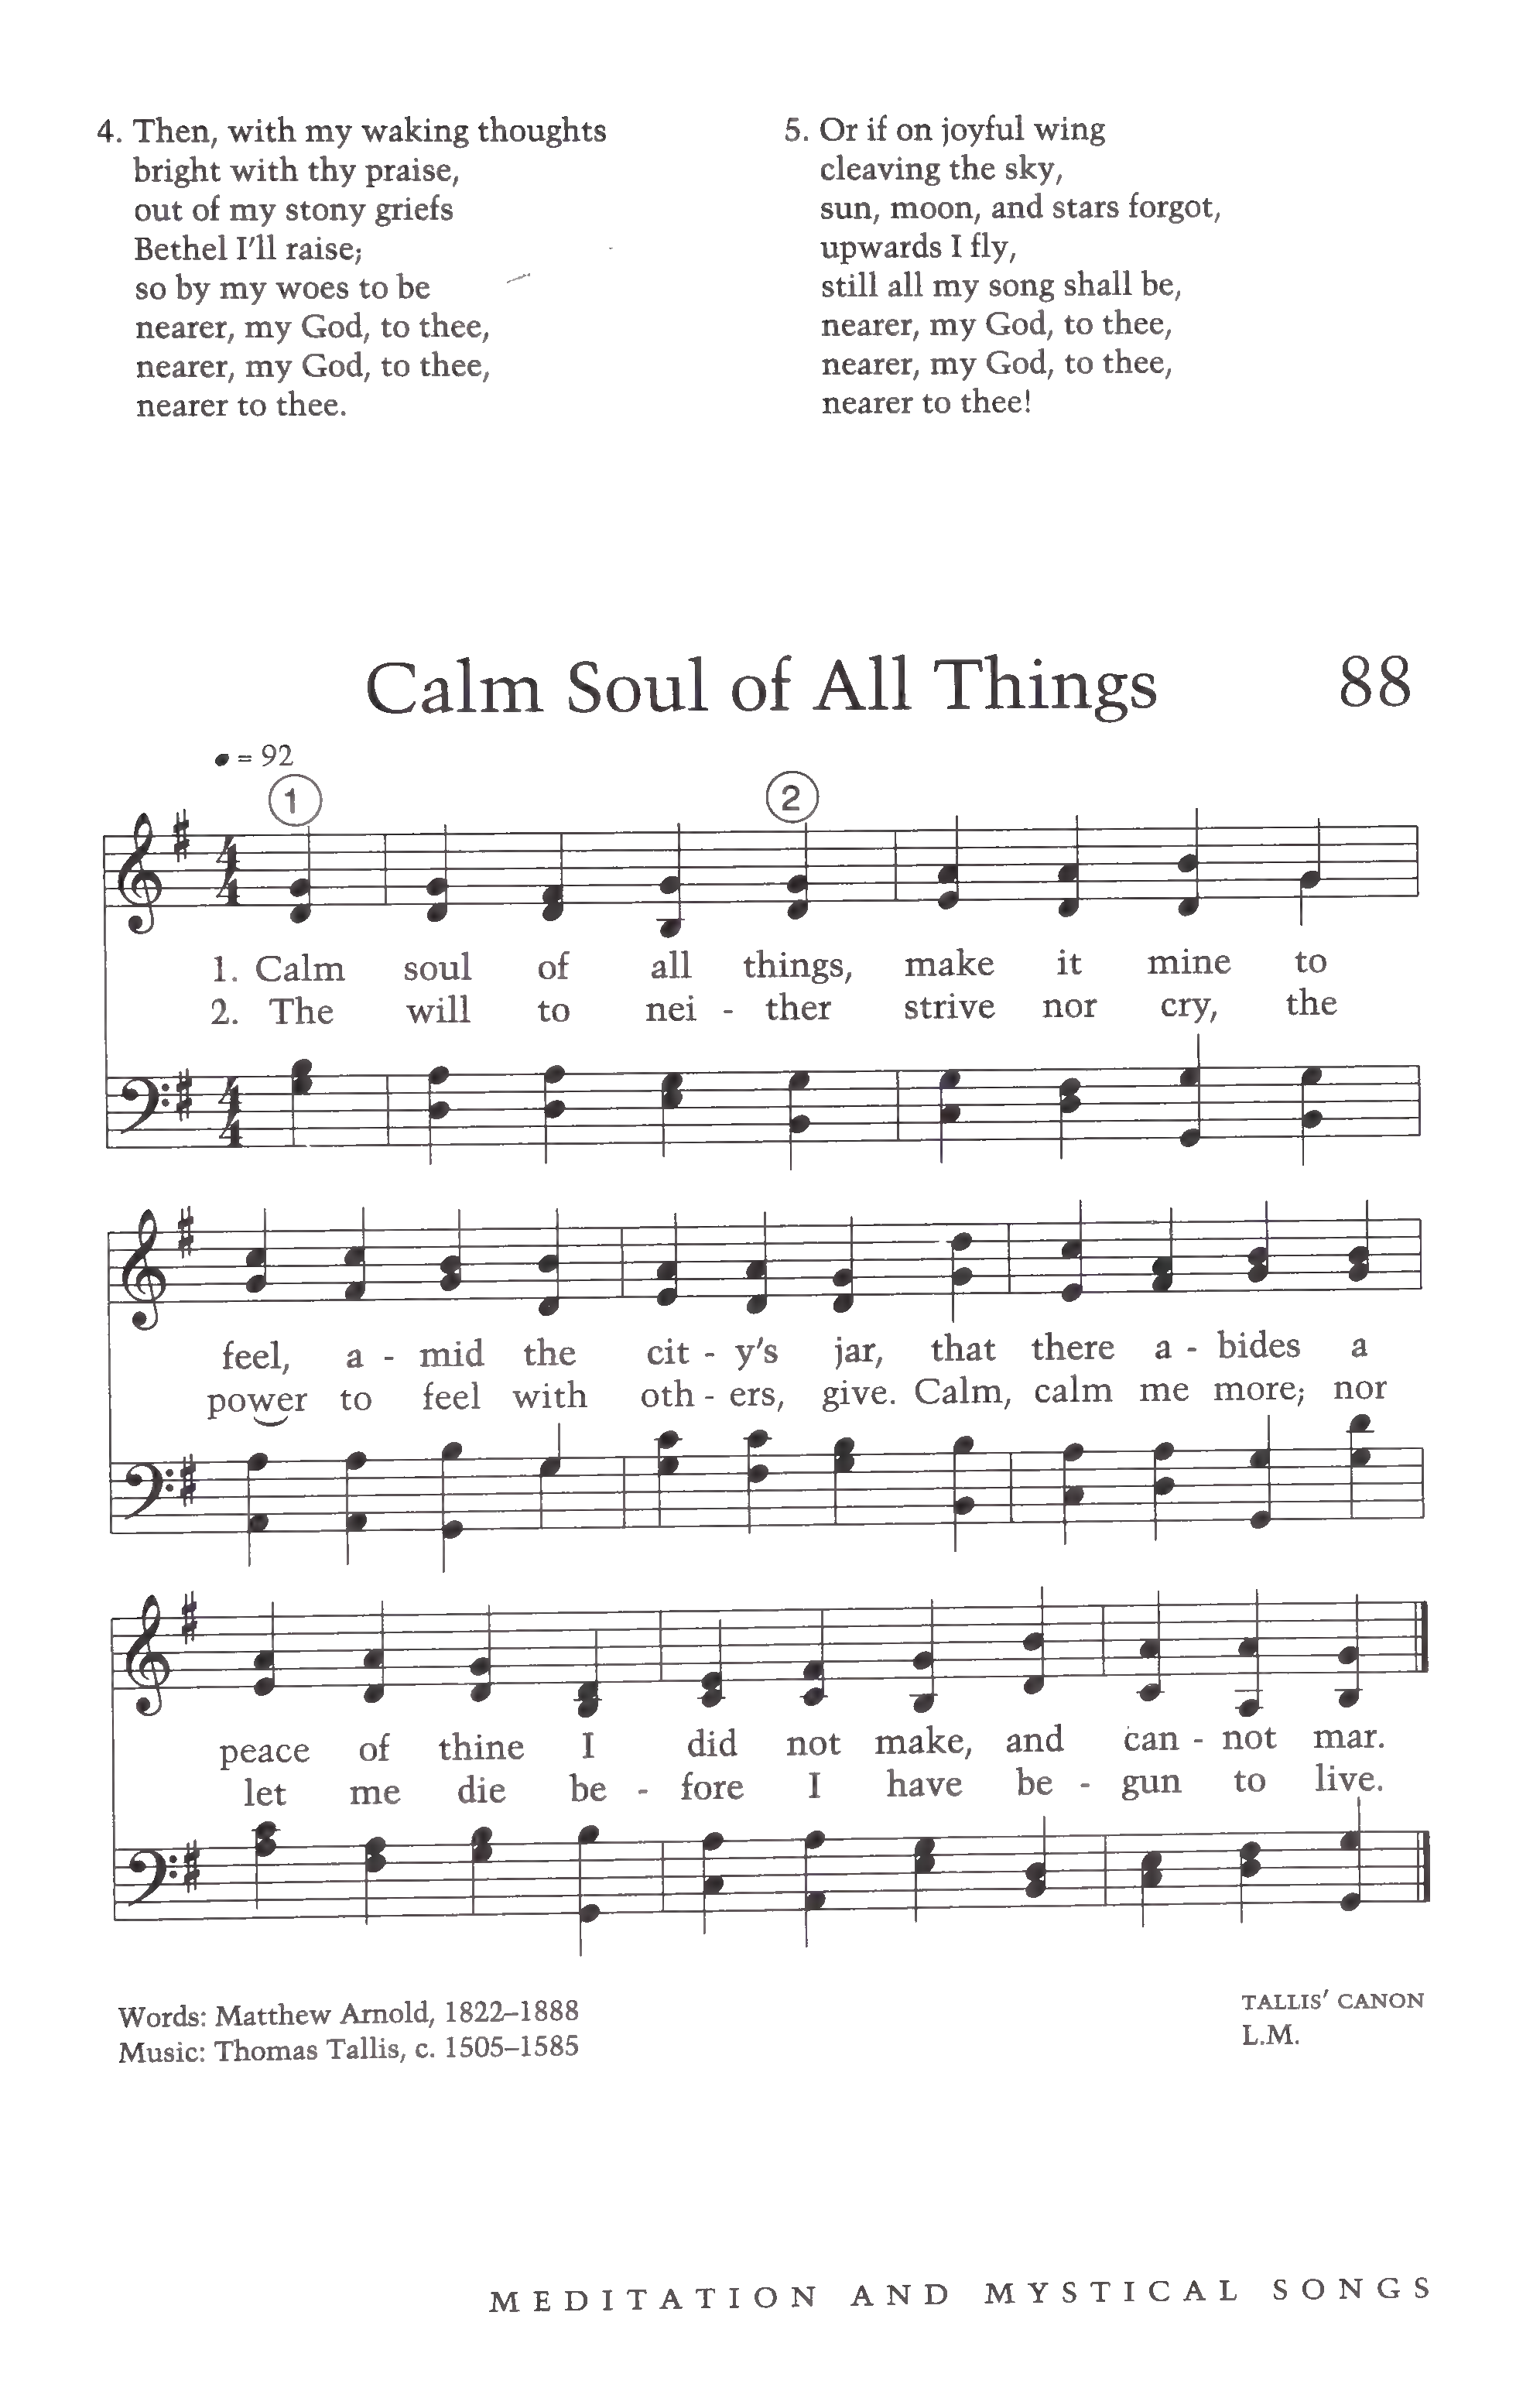 4. Then, with my waking thoughts
bright with thy praise,
out of my stony griefs
Bethel I'll raise;
so by my woes to be
nearer, my God, to thee,
nearer, my God, to thee,
nearer to thee.
5. Or if on joyful wing
cleaving the sky,
sun, moon, and stars forgot,
upwards I fly,
still all my song shall be,
nearer, my God, to thee,
nearer, my God, to thee,
nearer to thee!
Calm Soul of All Things 88
= 92
1 2
4 4
1. Calm soul of all things, make it mine to
2. The will to nei - ther strive nor cry, the
4 4
feel, a - mid the cit - y's jar, that there a - bides a
power to feel with oth - ers, give. Calm, calm me more; nor
peace of thine I did not make, and can - not mar.
let me die be - fore I have be - gun to live.
Words: Matthew Arnold, 1822–1888
Music: Thomas Tallis, c. 1505–1585
TALLIS' CANON
L.M.
MEDITATION AND MYSTICAL SONGS